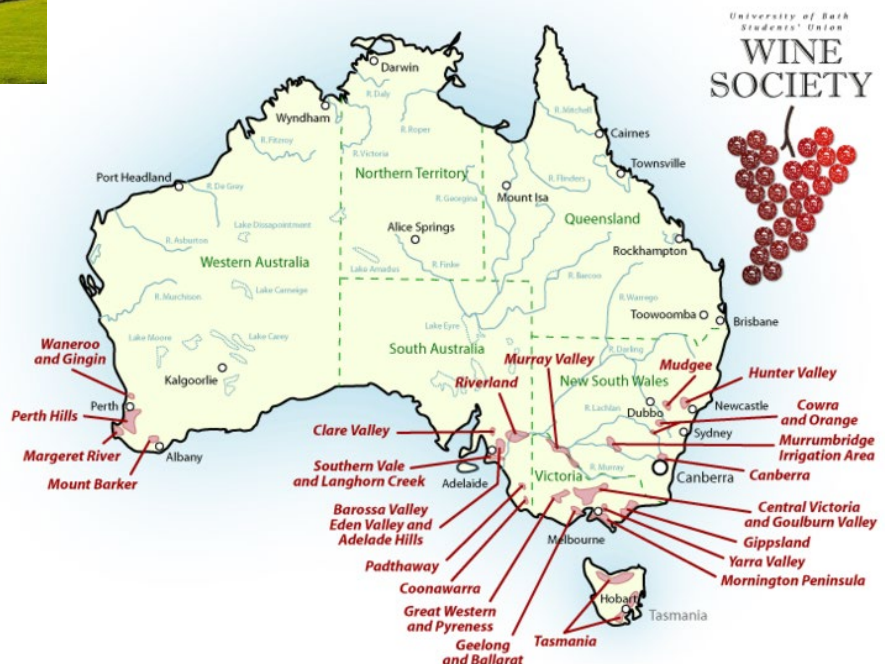 University of Bath
Students' Union
WINE
SOCIETY
Darwin
R. Daly
Wyndham
R. Mitchell
R. Roper
Cairnes
R. Fitzroy
R. Victoria
Townsville
Northern Territory
Port Headland
R. De Gray
R. Flinders
R. Georgina
Mount Isa
Lake Dissapointment
Alice Springs
Queensland
R. Asburton
Rockhampton
Western Australia
Lake Amadus
R. Finke
R. Barcoo
Lake Carneige
R. Murchison
R. Warrego
Toowoomba
Brisbane
Lake Eyre
Lake Moore
Lake Carey
Waneroo
and Gingin
South Australia
R. Darling
Murray Valley
Mudgee
Hunter Valley
Riverland
New South Wales
Kalgoorlie
Perth
R. Lachlan
Dubbo
Newcastle
Cowra
and Orange
Perth Hills
Clare Valley
Sydney
Murrumbridge
Irrigation Area
Margeret River
Albany
Southern Vale
and Langhorn Creek
R. Murray
Canberra
Mount Barker
Adelaide
Victoria
Canberra
Barossa Valley
Eden Valley and
Adelade Hills
Central Victoria
and Goulburn Valley
Melbourne
Gippsland
Padthaway
Yarra Valley
Coonawarra
Mornington Peninsula
Great Western
and Pyreness
Hobart
Tasmania
Geelong
and Ballarat
Tasmania